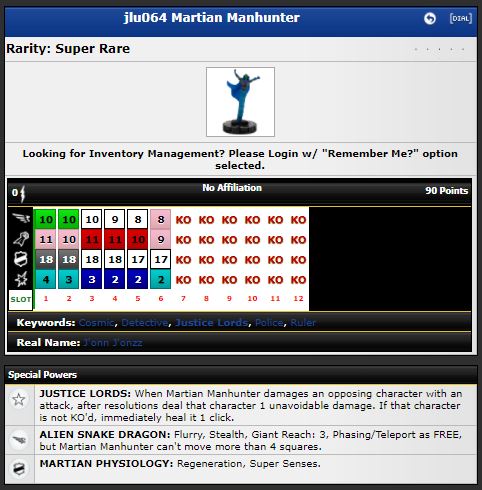 jlu064 Martian Manhunter [DIAL]
Rarity: Super Rare
Looking for Inventory Management? Please Login w/ "Remember Me?" option
selected.
0 No Affiliation 90 Points
10 10 10 9 8 8 KO KO KO KO KO KO
11 10 11 11 10 9 KO KO KO KO KO KO
18 18 18 18 17 17 KO KO KO KO KO KO
4 3 3 2 2 2 KO KO KO KO KO KO
SLOT 1 2 3 4 5 6 7 8 9 10 11 12
Keywords: Cosmic, Detective, Justice Lords, Police, Ruler
Real Name: J'onn J'onzz
Special Powers
JUSTICE LORDS: When Martian Manhunter damages an opposing character with an
attack, after resolutions deal that character 1 unavoidable damage. If that character
is not KO'd, immediately heal it 1 click.
ALIEN SNAKE DRAGON: Flurry, Stealth, Giant Reach: 3, Phasing/Teleport as FREE,
but Martian Manhunter can't move more than 4 squares.
MARTIAN PHYSIOLOGY: Regeneration, Super Senses.